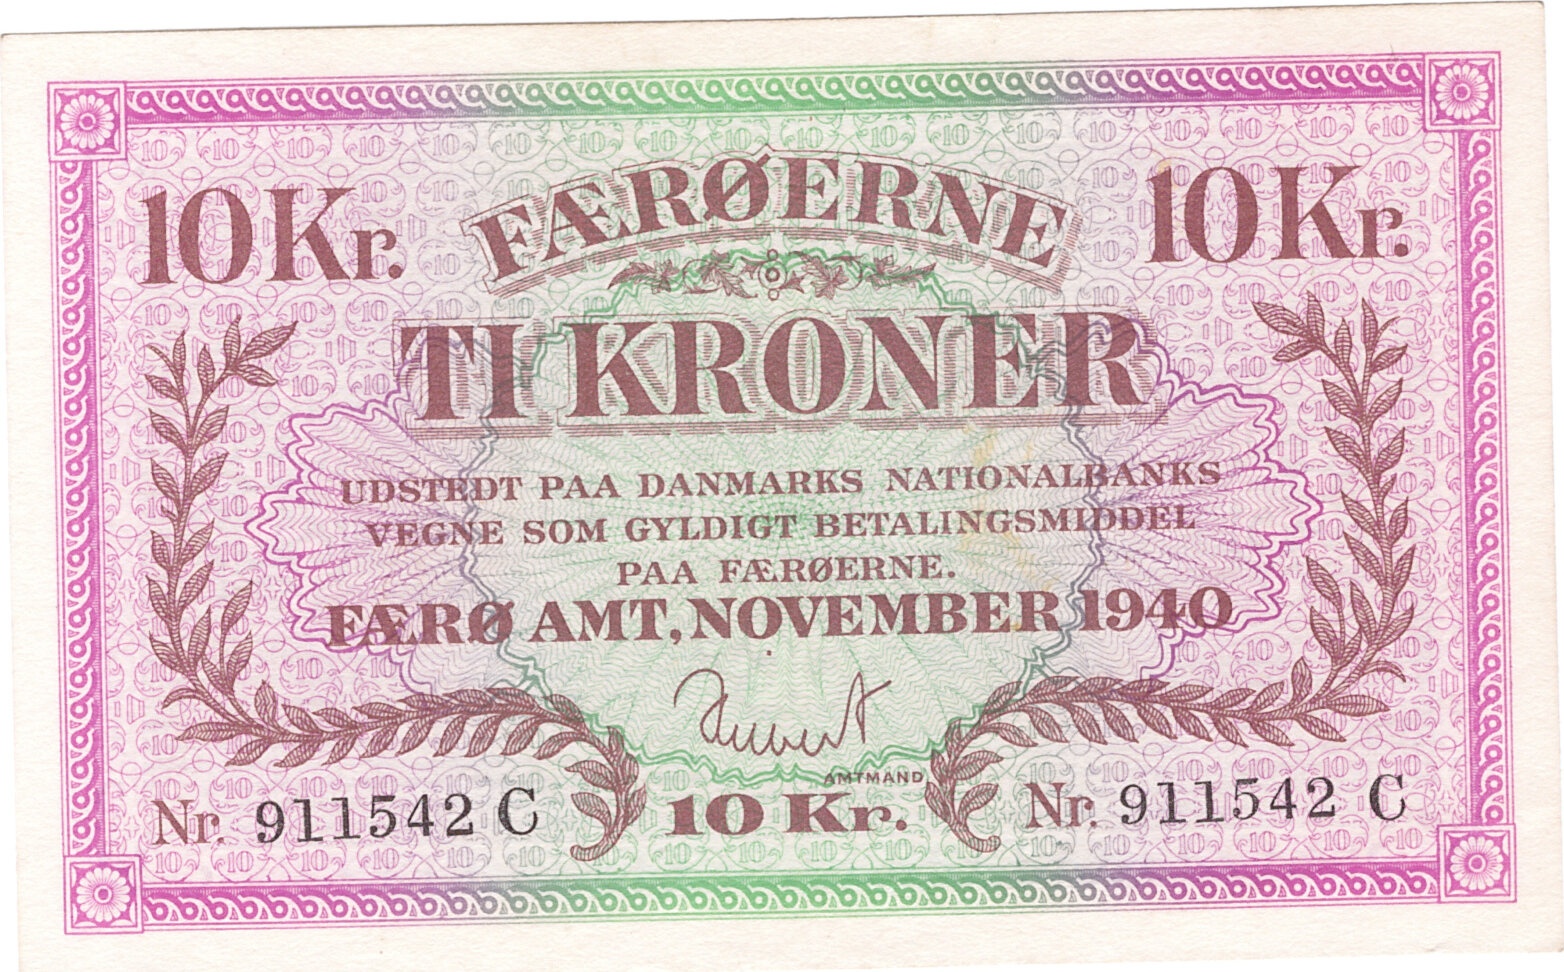 FÆRØERNE
10 Kr. 10 Kr.
TI KRONER
UDSTEDT PAA DANMARKS NATIONALBANKS
VEGNE SOM GYLDIGT BETALINGSMIDDEL
PAA FÆRØERNE.
FÆRØ AMT, NOVEMBER 1940
AMTMAND.
Nr. 911542 C 10 Kr. Nr. 911542 C